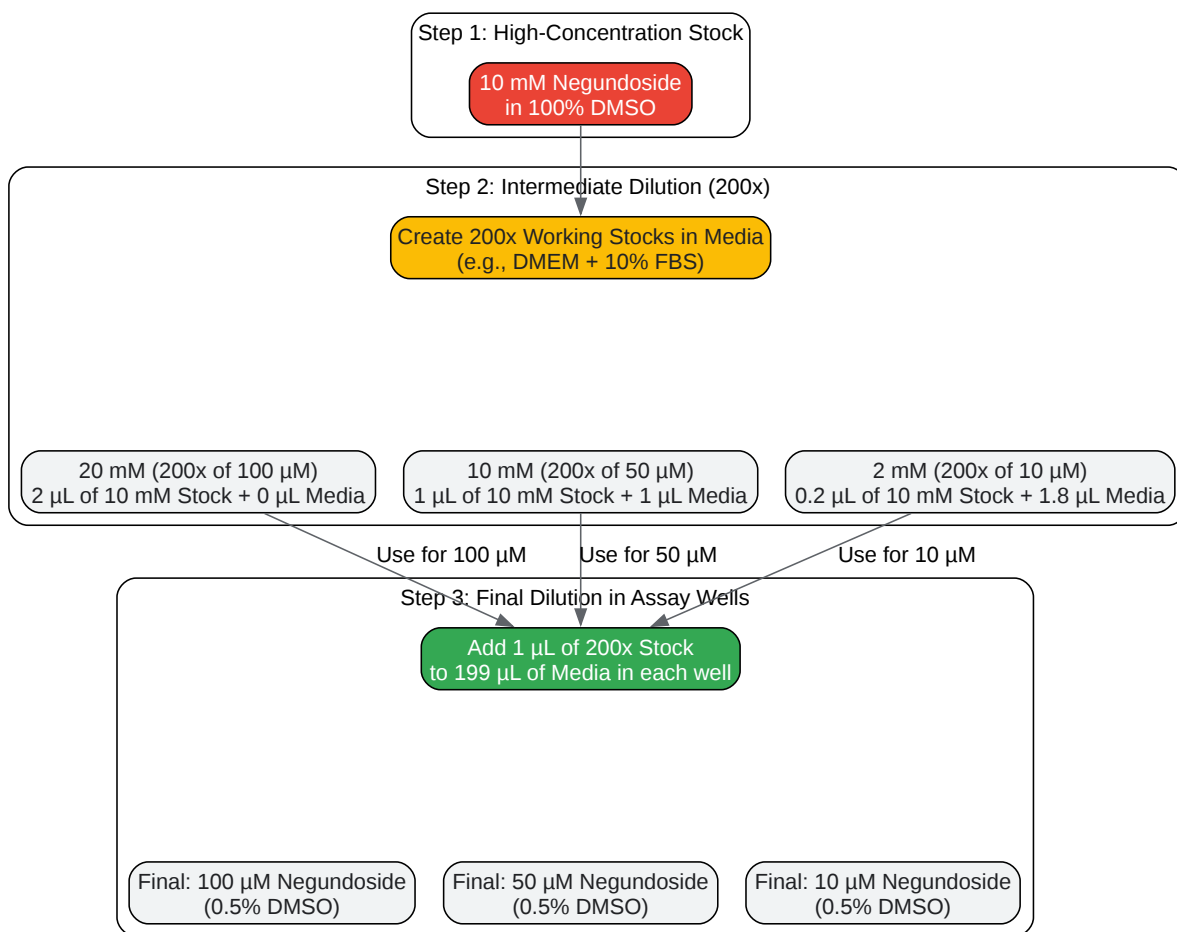 Step 1: High-Concentration Stock
10 mM Negundoside
in 100% DMSO
Step 2: Intermediate Dilution (200x)
Create 200x Working Stocks in Media
(e.g., DMEM + 10% FBS)
20 mM (200x of 100 µM)
2 µL of 10 mM Stock + 0 µL Media
10 mM (200x of 50 µM)
1 µL of 10 mM Stock + 1 µL Media
2 mM (200x of 10 µM)
0.2 µL of 10 mM Stock + 1.8 µL Media
Use for 100 µM
Use for 50 µM
Use for 10 µM
Step 3: Final Dilution in Assay Wells
Add 1 µL of 200x Stock
to 199 µL of Media in each well
Final: 100 µM Negundoside
(0.5% DMSO)
Final: 50 µM Negundoside
(0.5% DMSO)
Final: 10 µM Negundoside
(0.5% DMSO)